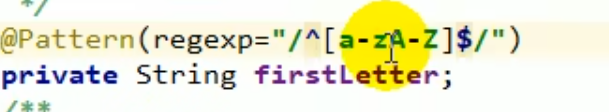 */
@Pattern(regexp="/^[a-zA-Z]$/")
private String firstLetter;
/**